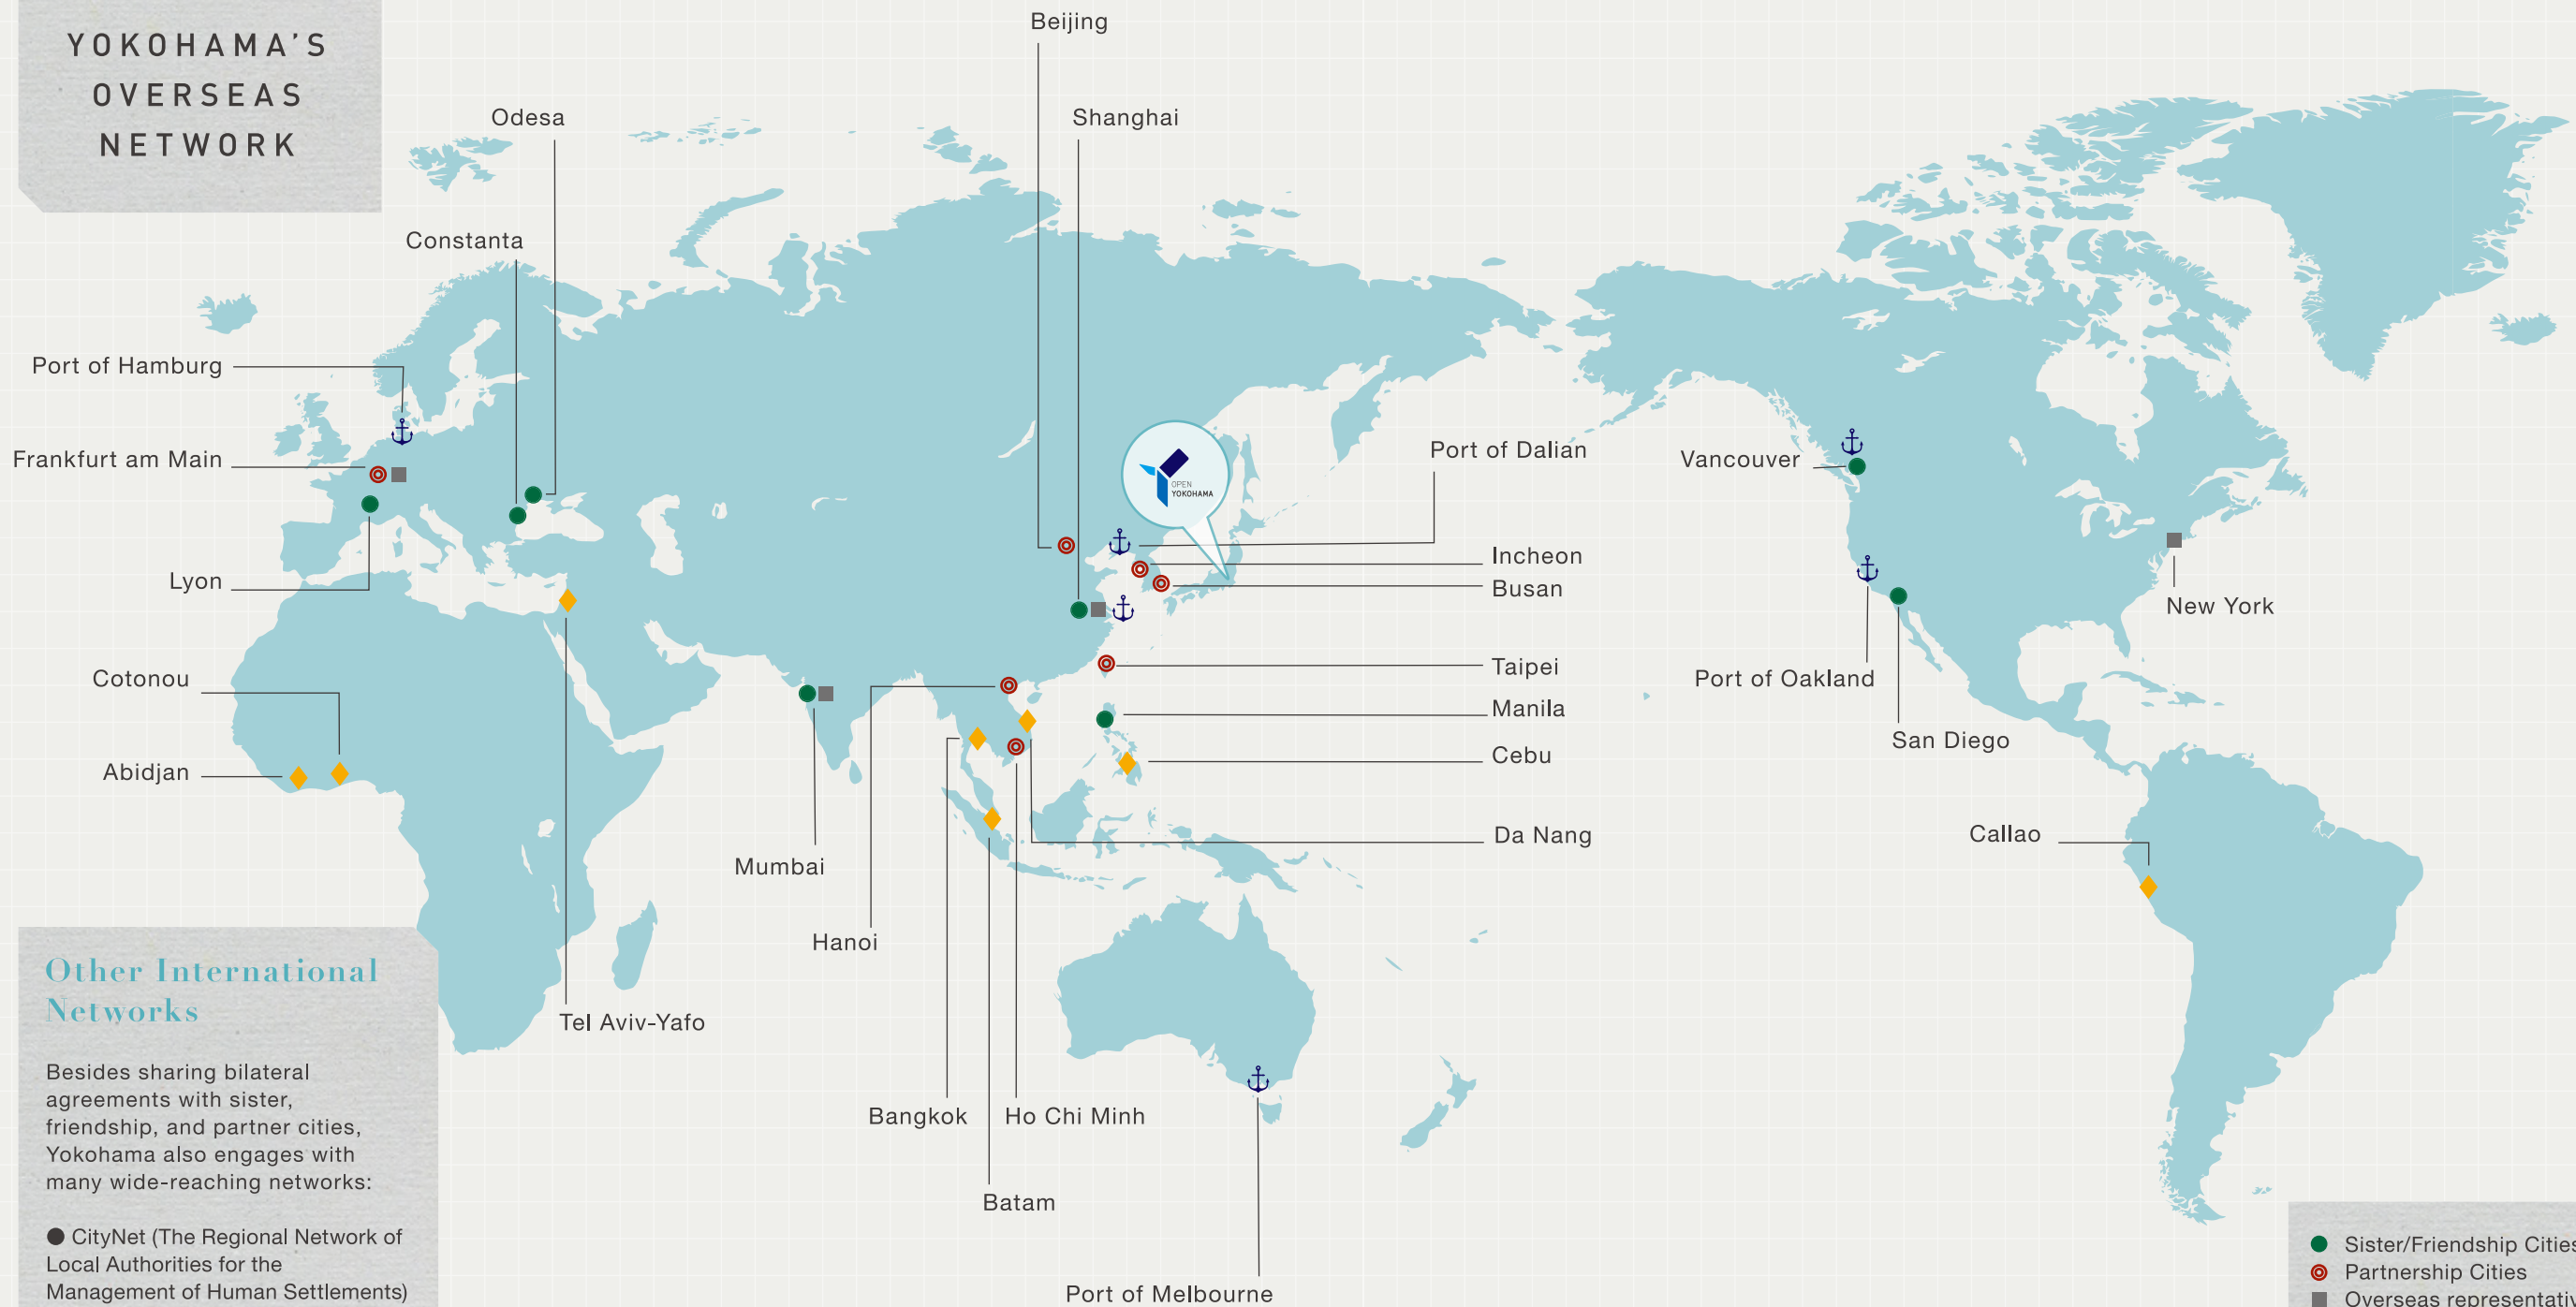 YOKOHAMA'S
OVERSEAS
NETWORK
Beijing
Shanghai
Odesa
Constanta
Port of Hamburg
Frankfurt am Main
Lyon
Cotonou
Abidjan
OPEN
YOKOHAMA
Port of Dalian
Incheon
Busan
Taipei
Manila
Cebu
Da Nang
Vancouver
Port of Oakland
San Diego
New York
Callao
Mumbai
Hanoi
Tel Aviv-Yafo
Bangkok
Ho Chi Minh
Batam
Port of Melbourne
Other International
Networks
Besides sharing bilateral
agreements with sister,
friendship, and partner cities,
Yokohama also engages with
many wide-reaching networks:
● CityNet (The Regional Network of
Local Authorities for the
Management of Human Settlements)
Sister/Friendship Cities
Partnership Cities
Overseas